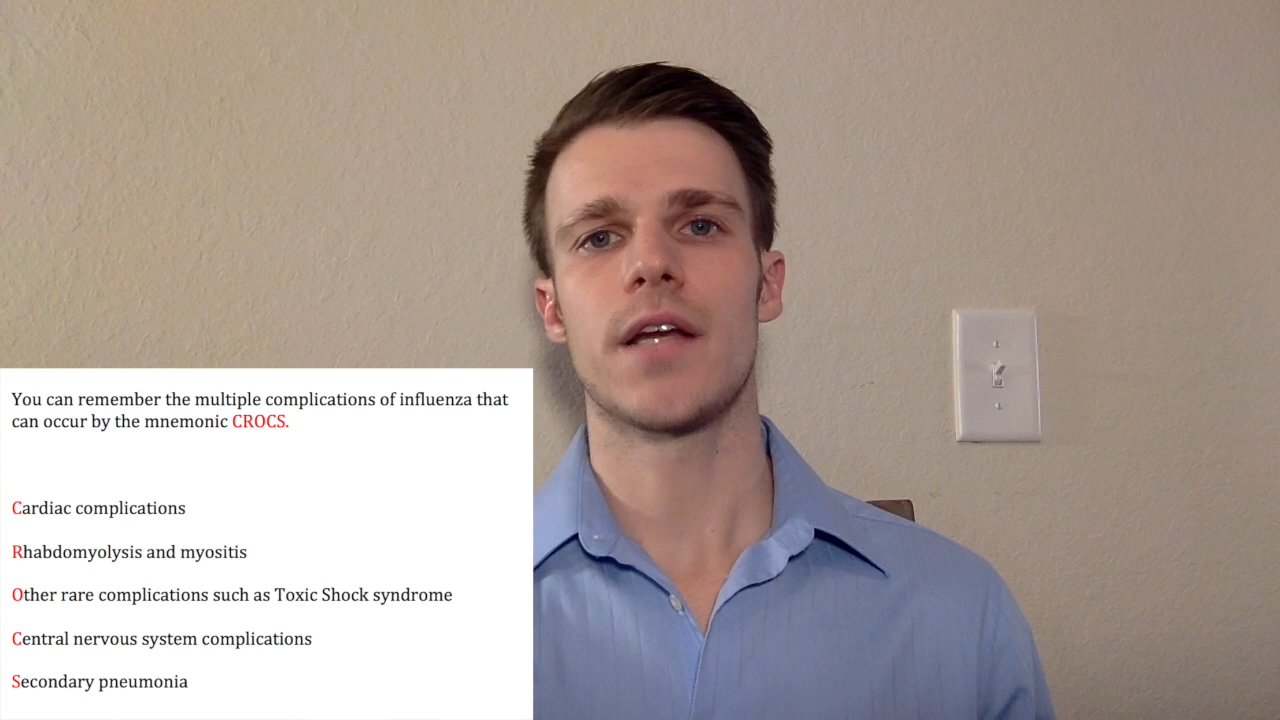 You can remember the multiple complications of influenza that
can occur by the mnemonic CROCS.
Cardiac complications
Rhabdomyolysis and myositis
Other rare complications such as Toxic Shock syndrome
Central nervous system complications
Secondary pneumonia